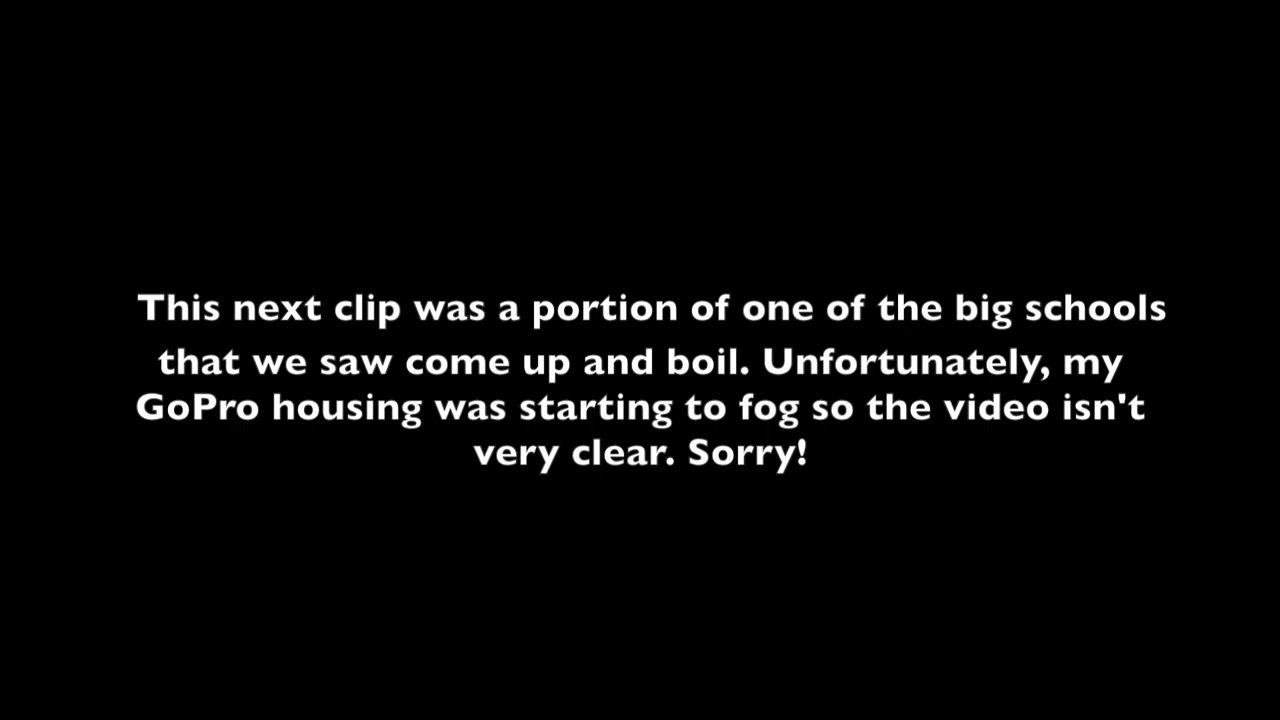 This next clip was a portion of one of the big schools
that we saw come up and boil. Unfortunately, my
GoPro housing was starting to fog so the video isn't
very clear. Sorry!